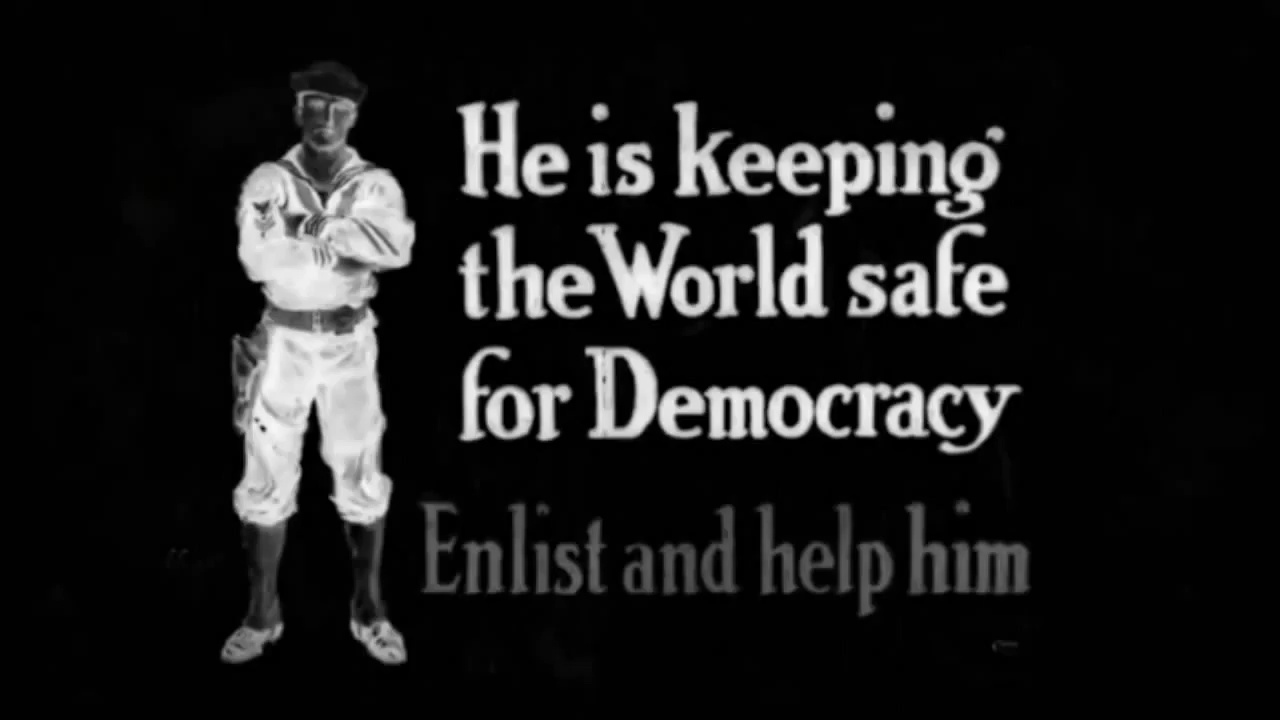 He is keeping
the World safe
for Democracy
Enlist and help him